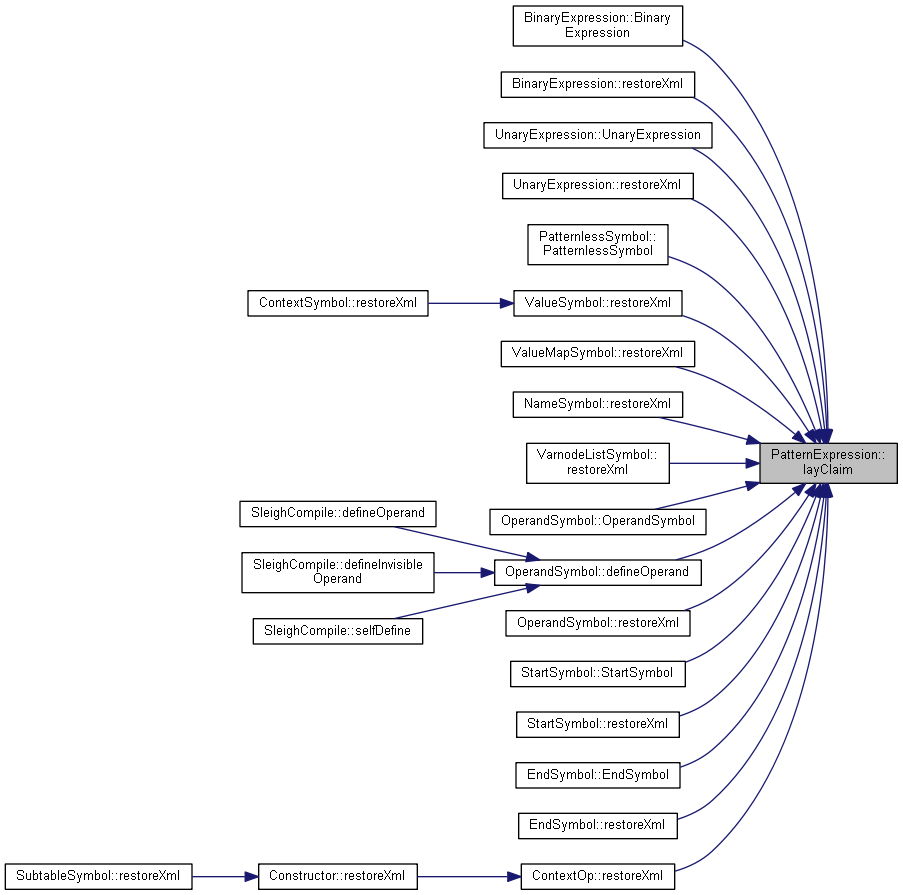 BinaryExpression::Binary
Expression
BinaryExpression::restoreXml
UnaryExpression::UnaryExpression
UnaryExpression::restoreXml
PatternlessSymbol::
PatternlessSymbol
ContextSymbol::restoreXml
ValueSymbol::restoreXml
ValueMapSymbol::restoreXml
NameSymbol::restoreXml
PatternExpression::
layClaim
VarnodeListSymbol::
restoreXml
OperandSymbol::OperandSymbol
SleighCompile::defineOperand
SleighCompile::defineInvisible
Operand
OperandSymbol::defineOperand
SleighCompile::selfDefine
OperandSymbol::restoreXml
StartSymbol::StartSymbol
StartSymbol::restoreXml
EndSymbol::EndSymbol
EndSymbol::restoreXml
SubtableSymbol::restoreXml
Constructor::restoreXml
ContextOp::restoreXml